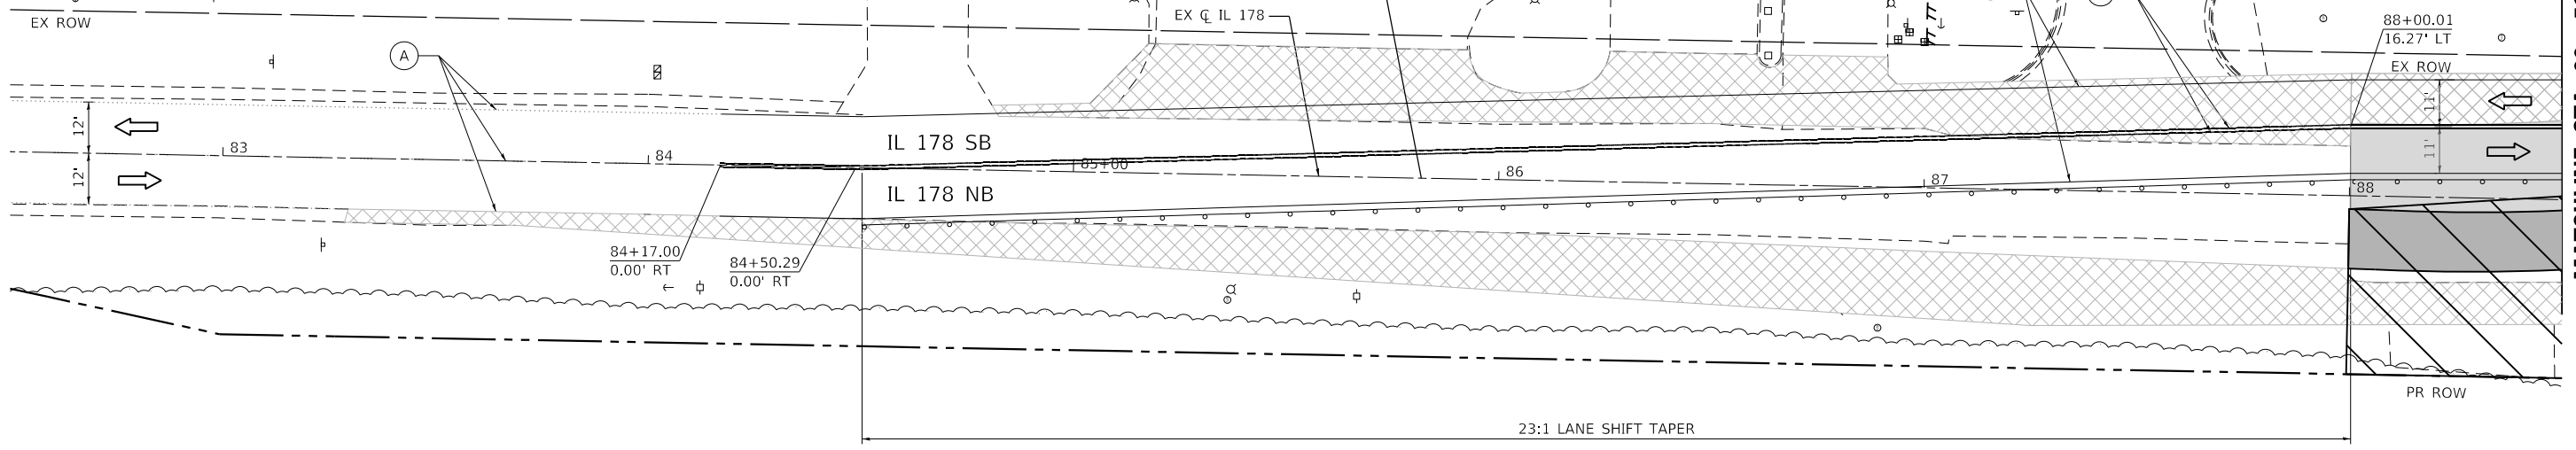 EX ROW
A
EX ℄ IL 178
88+00.01
16.27' LT
EX ROW
12'
12'
11'
11'
83
84
85+00
86
87
88
IL 178 SB
IL 178 NB
84+17.00
0.00' RT
84+50.29
0.00' RT
PR ROW
23:1 LANE SHIFT TAPER